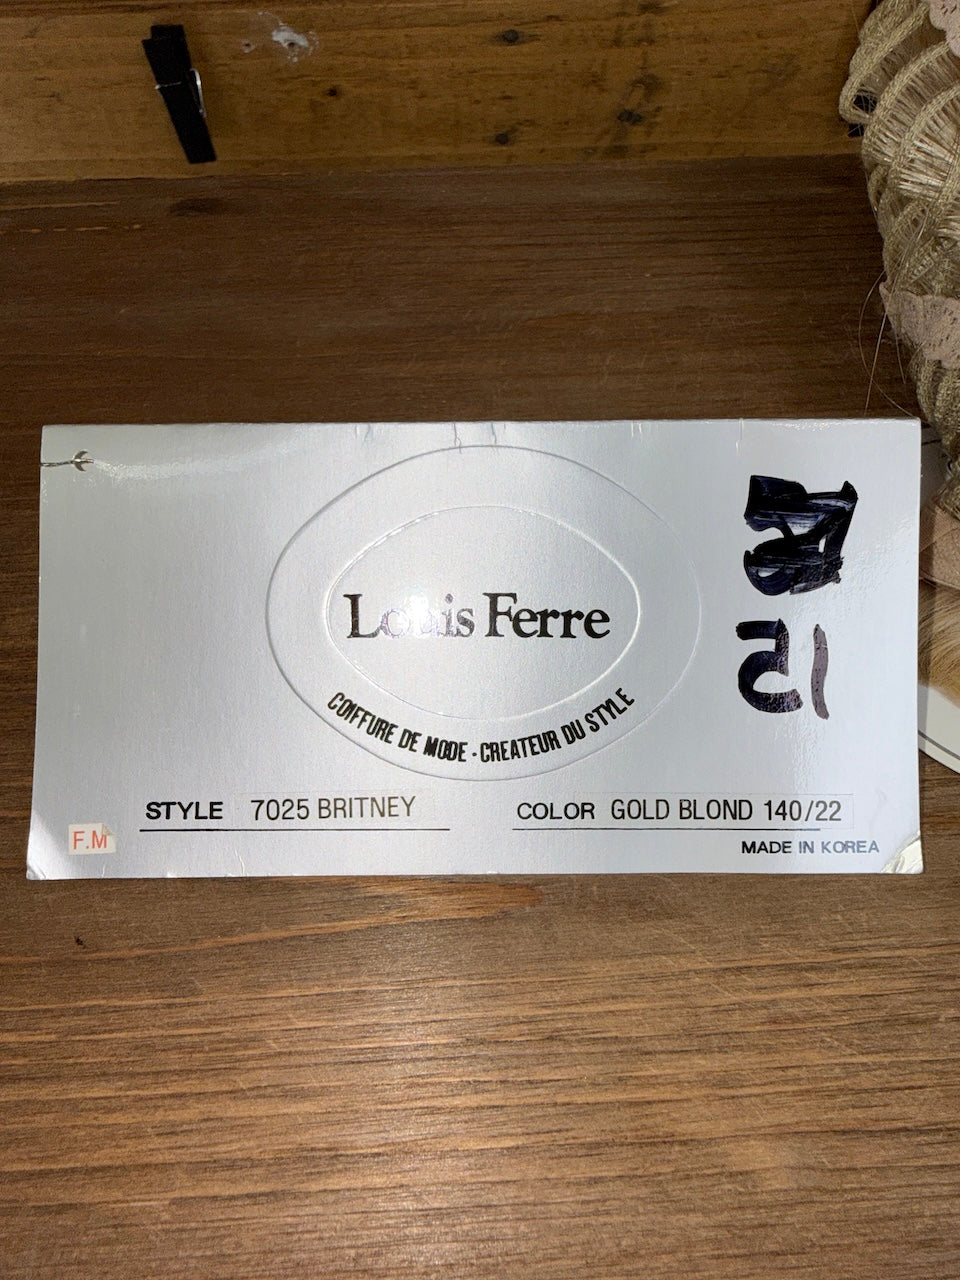 Louis Ferre
COIFFURE DE MODE · CREATEUR DU STYLE
STYLE 7025 BRITNEY
COLOR GOLD BLOND 140/22
F.M
MADE IN KOREA